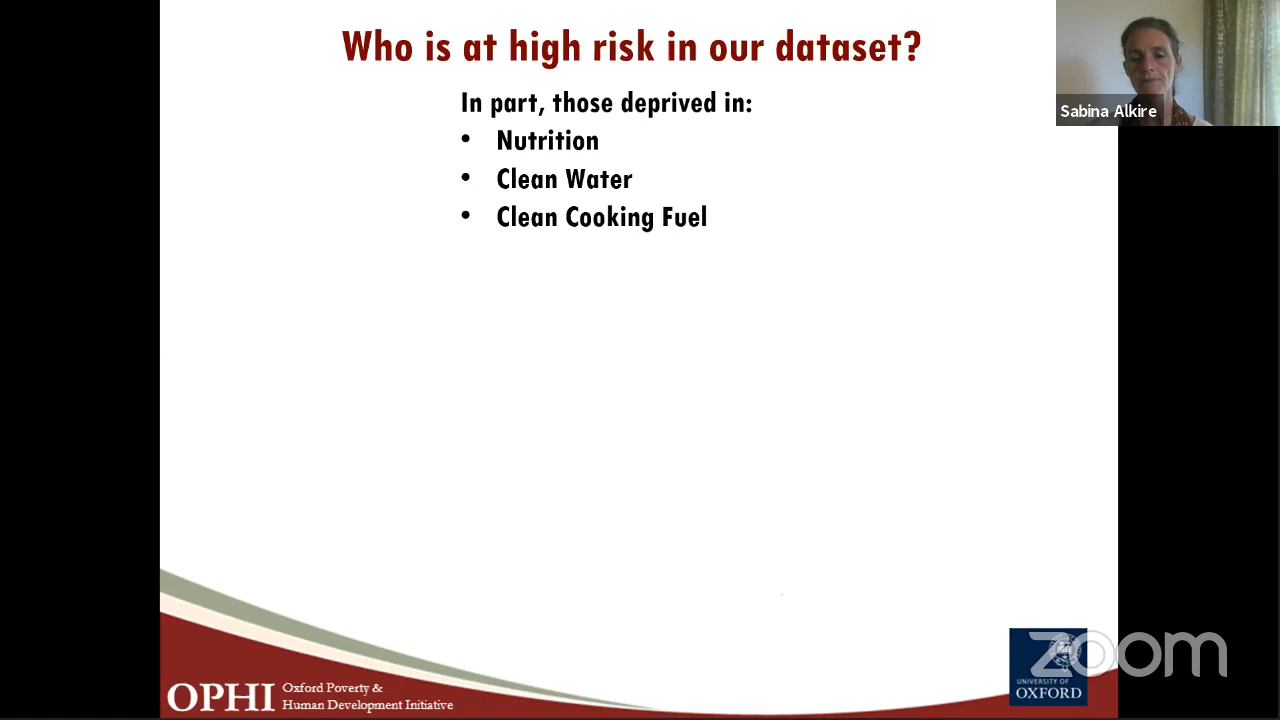 Who is at high risk in our dataset?
In part, those deprived in:
• Nutrition
• Clean Water
• Clean Cooking Fuel
Sabina Alkire
OPHI
Oxford Poverty &
Human Development Initiative
UNIVERSITY OF
OXFORD
zoom